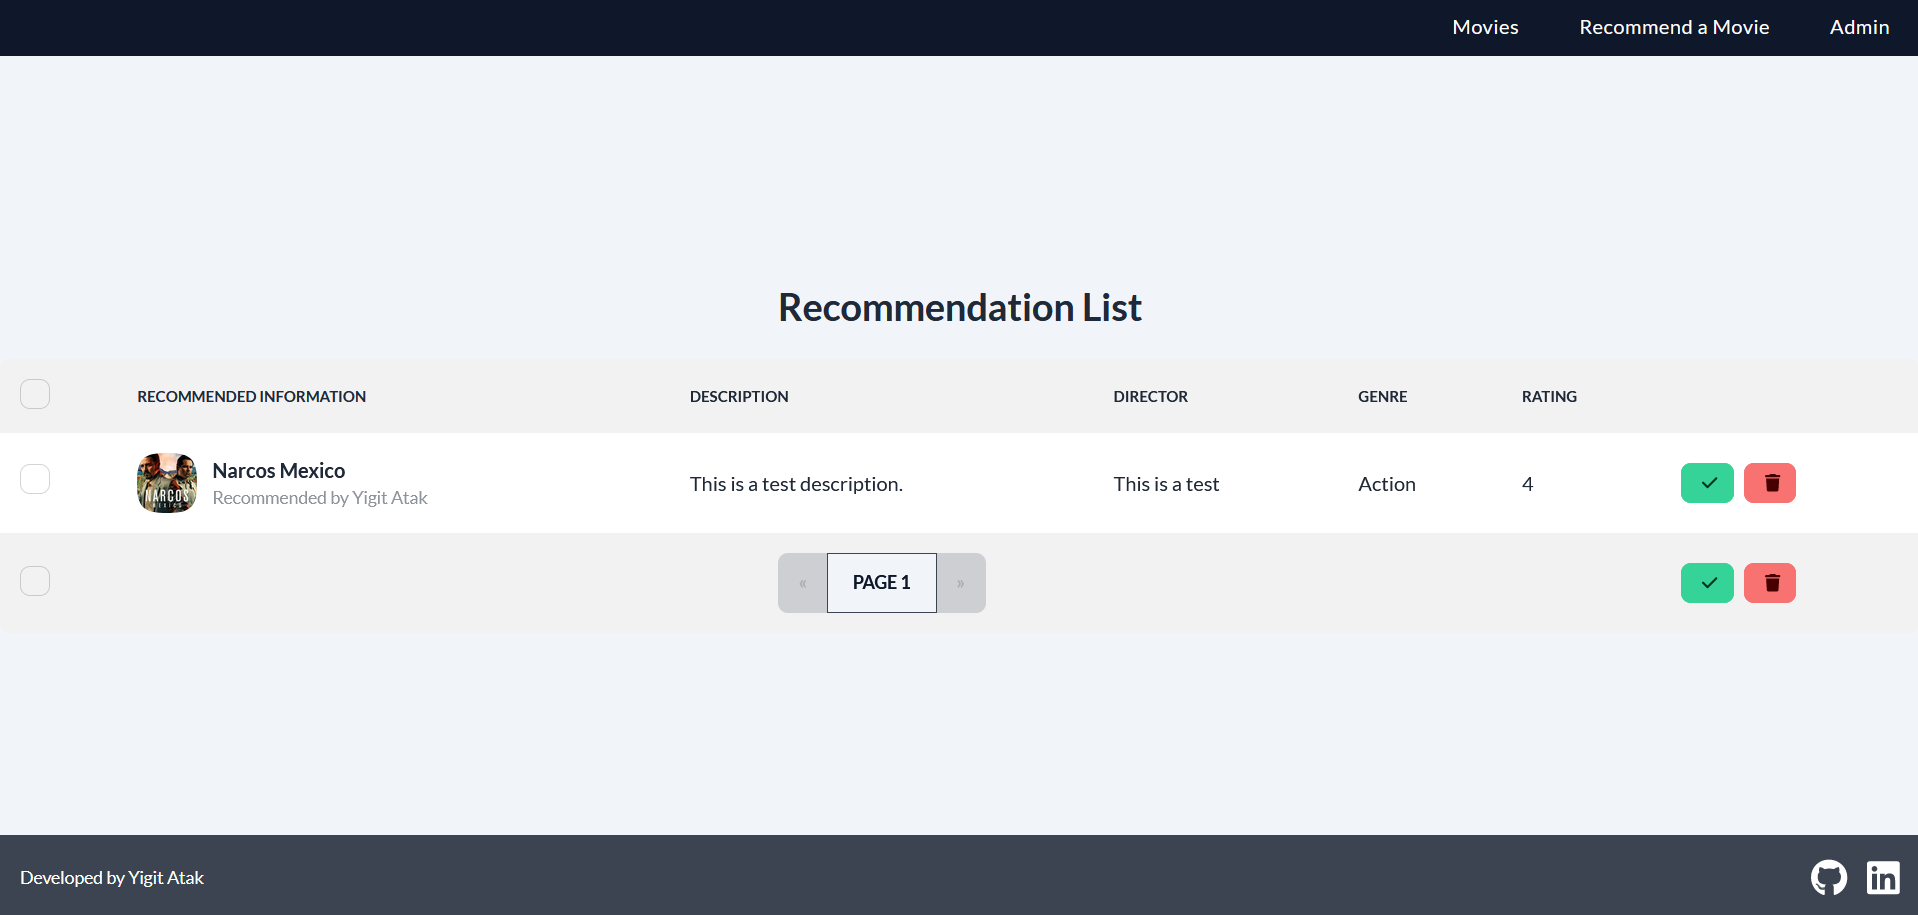 Movies Recommend a Movie Admin
Recommendation List
RECOMMENDED INFORMATION DESCRIPTION DIRECTOR GENRE RATING
NARCOS
MEXICO
Narcos Mexico
Recommended by Yigit Atak
This is a test description. This is a test Action 4
« PAGE 1 »
Developed by Yigit Atak
in